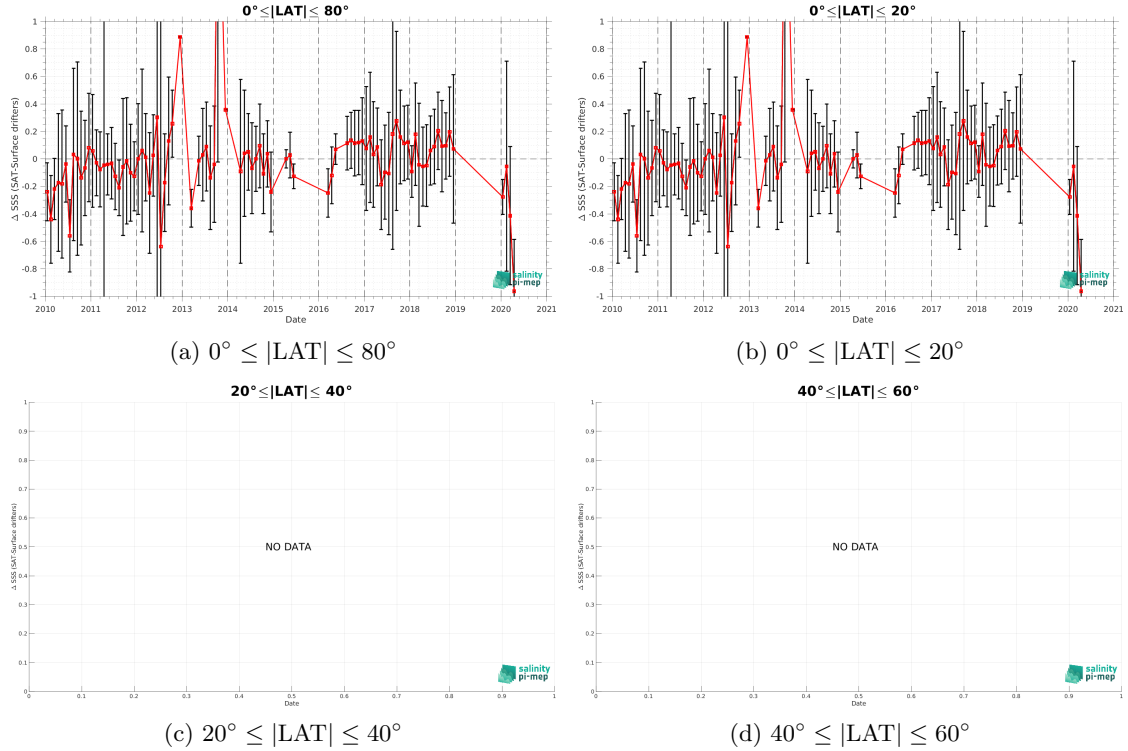 0°≤|LAT|≤ 80°
1
0.8
0.6
0.4
0.2
0
-0.2
-0.4
-0.6
-0.8
-1
Δ SSS (SAT-Surface drifters)
2010 2011 2012 2013 2014 2015 2016 2017 2018 2019 2020 2021
Date
salinity
pi-mep
(a) 0° ≤ |LAT| ≤ 80°
0°≤|LAT|≤ 20°
1
0.8
0.6
0.4
0.2
0
-0.2
-0.4
-0.6
-0.8
-1
Δ SSS (SAT-Surface drifters)
2010 2011 2012 2013 2014 2015 2016 2017 2018 2019 2020 2021
Date
salinity
pi-mep
(b) 0° ≤ |LAT| ≤ 20°
20°≤|LAT|≤ 40°
1
0.9
0.8
0.7
0.6
0.5
0.4
0.3
0.2
0.1
0
Δ SSS (SAT-Surface drifters)
NO DATA
0 0.1 0.2 0.3 0.4 0.5 0.6 0.7 0.8 0.9 1
Date
salinity
pi-mep
(c) 20° ≤ |LAT| ≤ 40°
40°≤|LAT|≤ 60°
1
0.9
0.8
0.7
0.6
0.5
0.4
0.3
0.2
0.1
0
Δ SSS (SAT-Surface drifters)
NO DATA
0 0.1 0.2 0.3 0.4 0.5 0.6 0.7 0.8 0.9 1
Date
salinity
pi-mep
(d) 40° ≤ |LAT| ≤ 60°